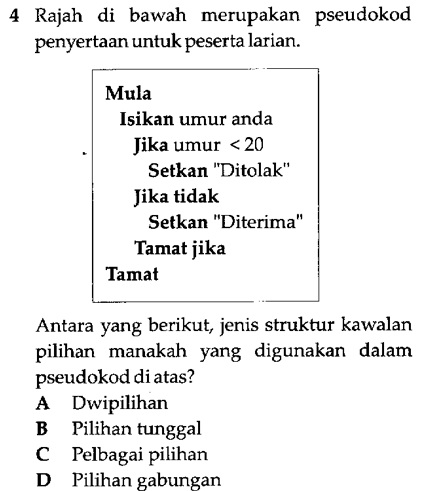 4 Rajah di bawah merupakan pseudokod
penyertaan untuk peserta larian.
Mula
Isikan umur anda
Jika umur < 20
Setkan "Ditolak"
Jika tidak
Setkan "Diterima"
Tamat jika
Tamat
Antara yang berikut, jenis struktur kawalan
pilihan manakah yang digunakan dalam
pseudokod di atas?
A Dwipilihan
B Pilihan tunggal
C Pelbagai pilihan
D Pilihan gabungan